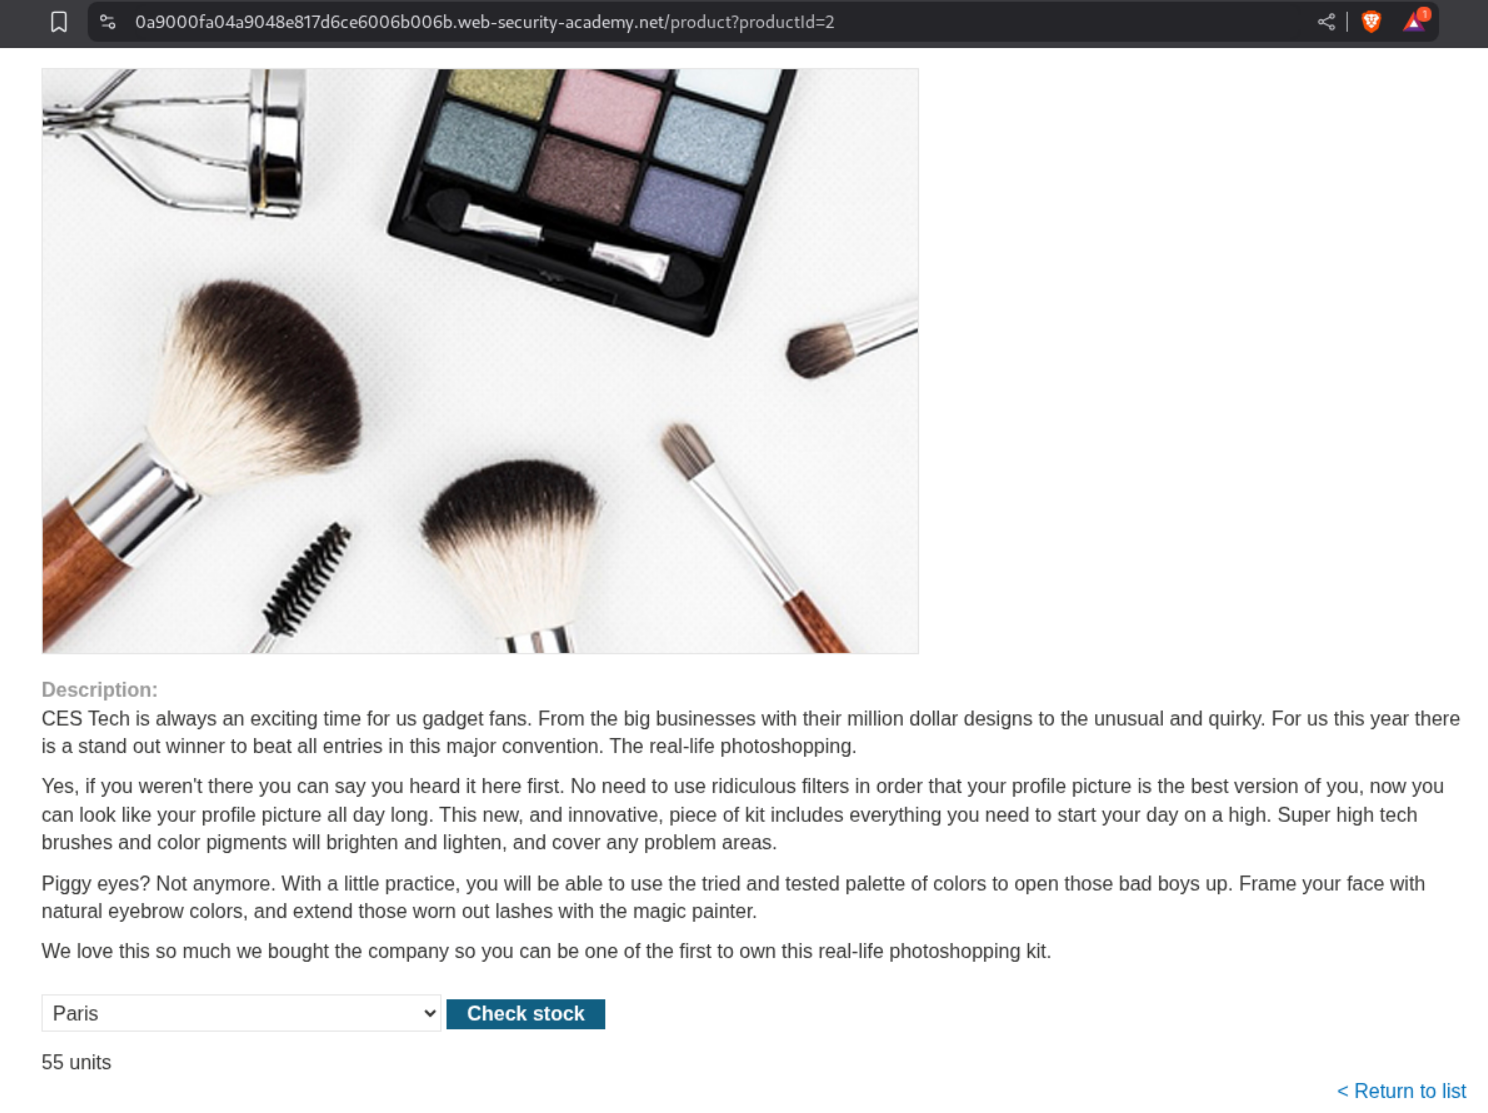 0a9000fa04a9048e817d6ce6006b006b.web-security-academy.net/product?productId=2
1
Description:
CES Tech is always an exciting time for us gadget fans. From the big businesses with their million dollar designs to the unusual and quirky. For us this year there
is a stand out winner to beat all entries in this major convention. The real-life photoshopping.
Yes, if you weren't there you can say you heard it here first. No need to use ridiculous filters in order that your profile picture is the best version of you, now you
can look like your profile picture all day long. This new, and innovative, piece of kit includes everything you need to start your day on a high. Super high tech
brushes and color pigments will brighten and lighten, and cover any problem areas.
Piggy eyes? Not anymore. With a little practice, you will be able to use the tried and tested palette of colors to open those bad boys up. Frame your face with
natural eyebrow colors, and extend those worn out lashes with the magic painter.
We love this so much we bought the company so you can be one of the first to own this real-life photoshopping kit.
Paris
Check stock
55 units
< Return to list